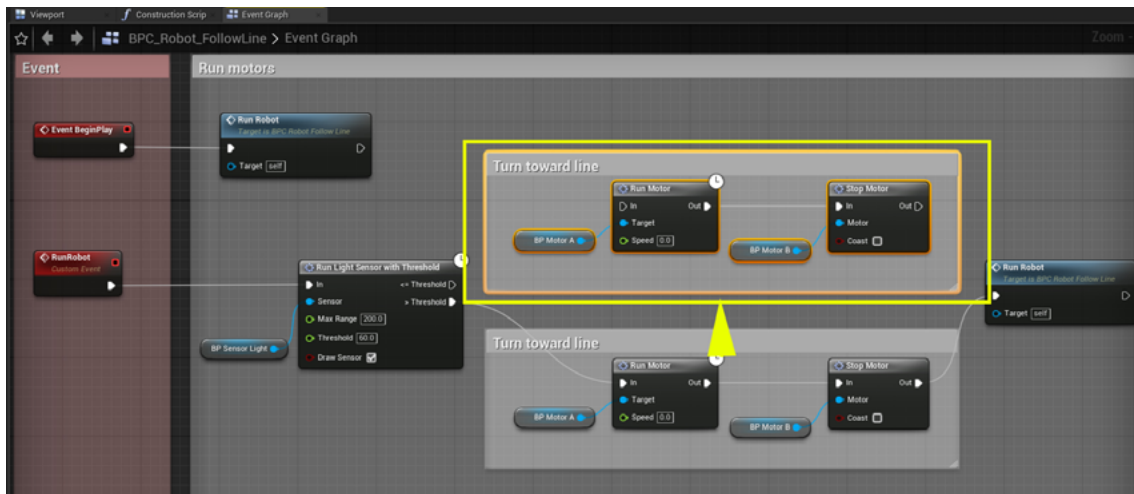 Viewport
Construction Scrip
Event Graph
BPC_Robot_FollowLine > Event Graph
Zoom -
Event
Run motors
Event BeginPlay
Run Robot
Target is BPC Robot Follow Line
Target self
Turn toward line
Run Motor
In Out
Target
Speed 0.0
BP Motor A
Stop Motor
In Out
Motor
Coast
BP Motor B
RunRobot
Custom Event
Run Light Sensor with Threshold
In <= Threshold
Sensor > Threshold
Max Range 200.0
Threshold 60.0
Draw Sensor
BP Sensor Light
Run Robot
Target is BPC Robot Follow Line
Target self
Turn toward line
Run Motor
In Out
Target
Speed 0.0
BP Motor A
Stop Motor
In Out
Motor
Coast
BP Motor B